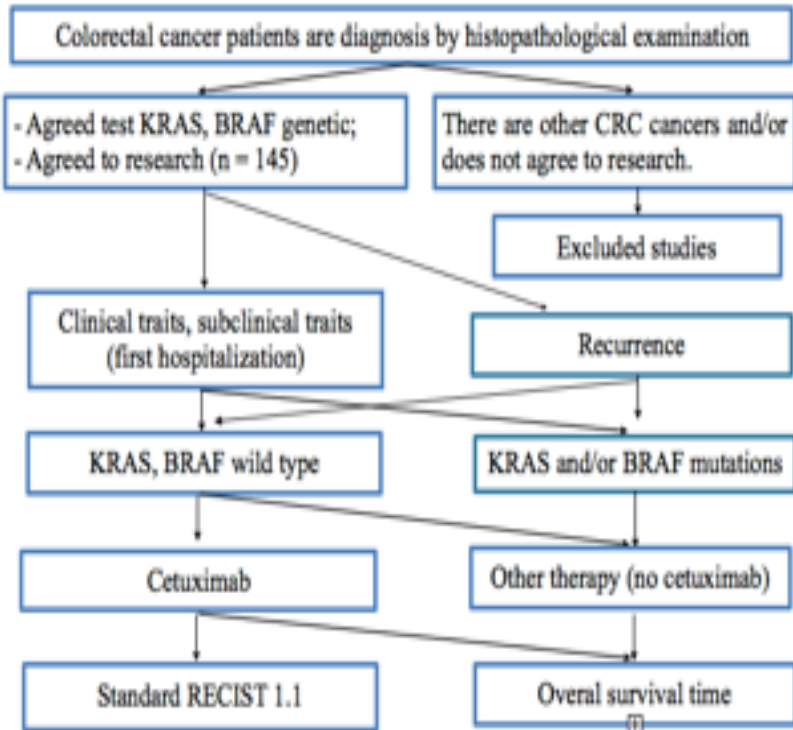 Colorectal cancer patients are diagnosis by histopathological examination
- Agreed test KRAS, BRAF genetic;
- Agreed to research (n = 145)
There are other CRC cancers and/or
does not agree to research.
Excluded studies
Clinical traits, subclinical traits
(first hospitalization)
Recurrence
KRAS, BRAF wild type
KRAS and/or BRAF mutations
Cetuximab
Other therapy (no cetuximab)
Standard RECIST 1.1
Overal survival time